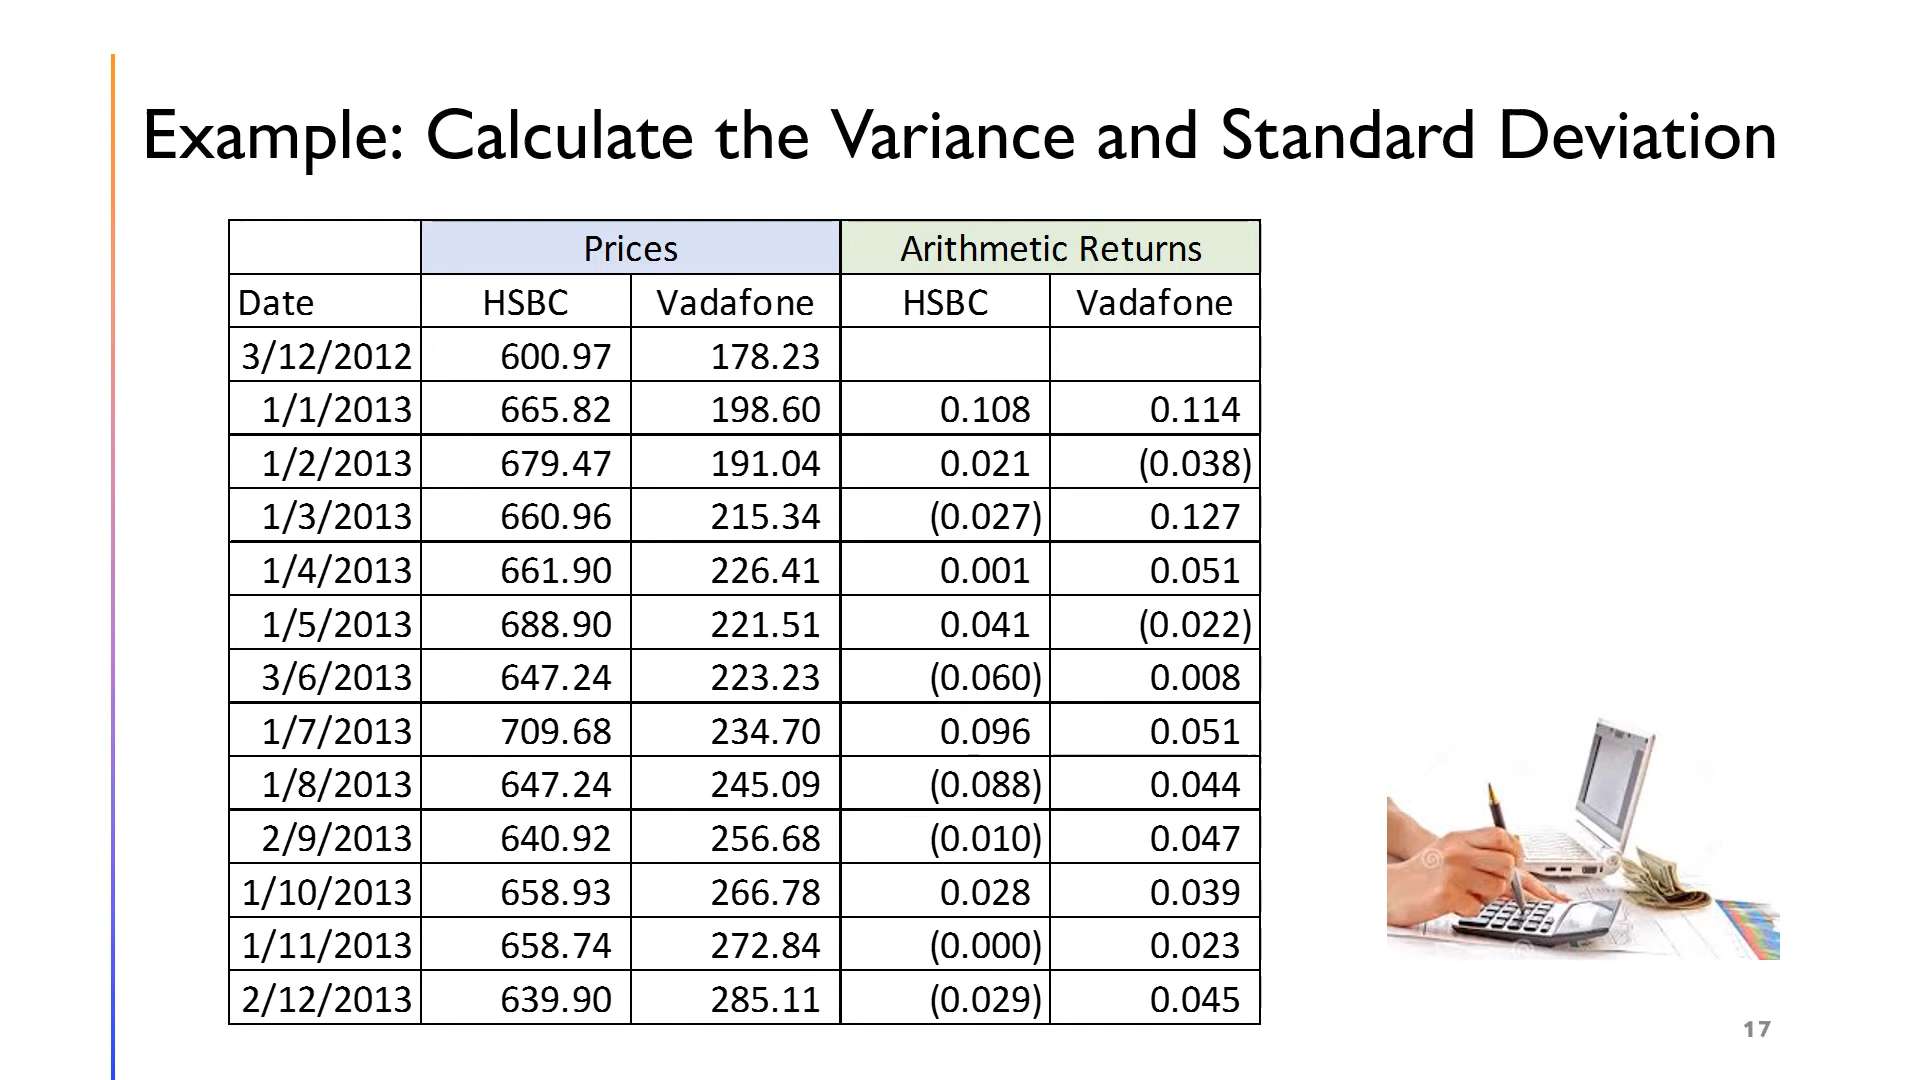 Example: Calculate the Variance and Standard Deviation
Prices Arithmetic Returns
Date HSBC Vadafone HSBC Vadafone
3/12/2012 600.97 178.23
1/1/2013 665.82 198.60 0.108 0.114
1/2/2013 679.47 191.04 0.021 (0.038)
1/3/2013 660.96 215.34 (0.027) 0.127
1/4/2013 661.90 226.41 0.001 0.051
1/5/2013 688.90 221.51 0.041 (0.022)
3/6/2013 647.24 223.23 (0.060) 0.008
1/7/2013 709.68 234.70 0.096 0.051
1/8/2013 647.24 245.09 (0.088) 0.044
2/9/2013 640.92 256.68 (0.010) 0.047
1/10/2013 658.93 266.78 0.028 0.039
1/11/2013 658.74 272.84 (0.000) 0.023
2/12/2013 639.90 285.11 (0.029) 0.045
17